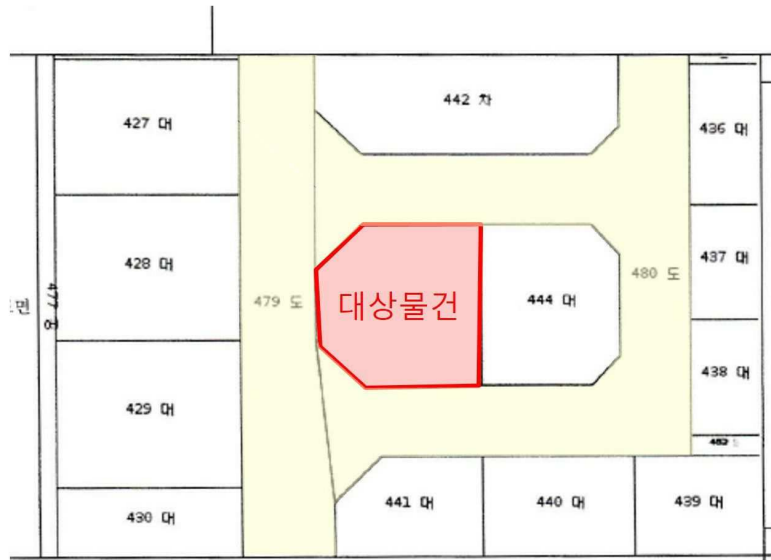 442 차
427 대
436 대
428 대
437 대
479 도
대상물건
444 대
480 도
438 대
429 대
441 대
440 대
439 대
430 대